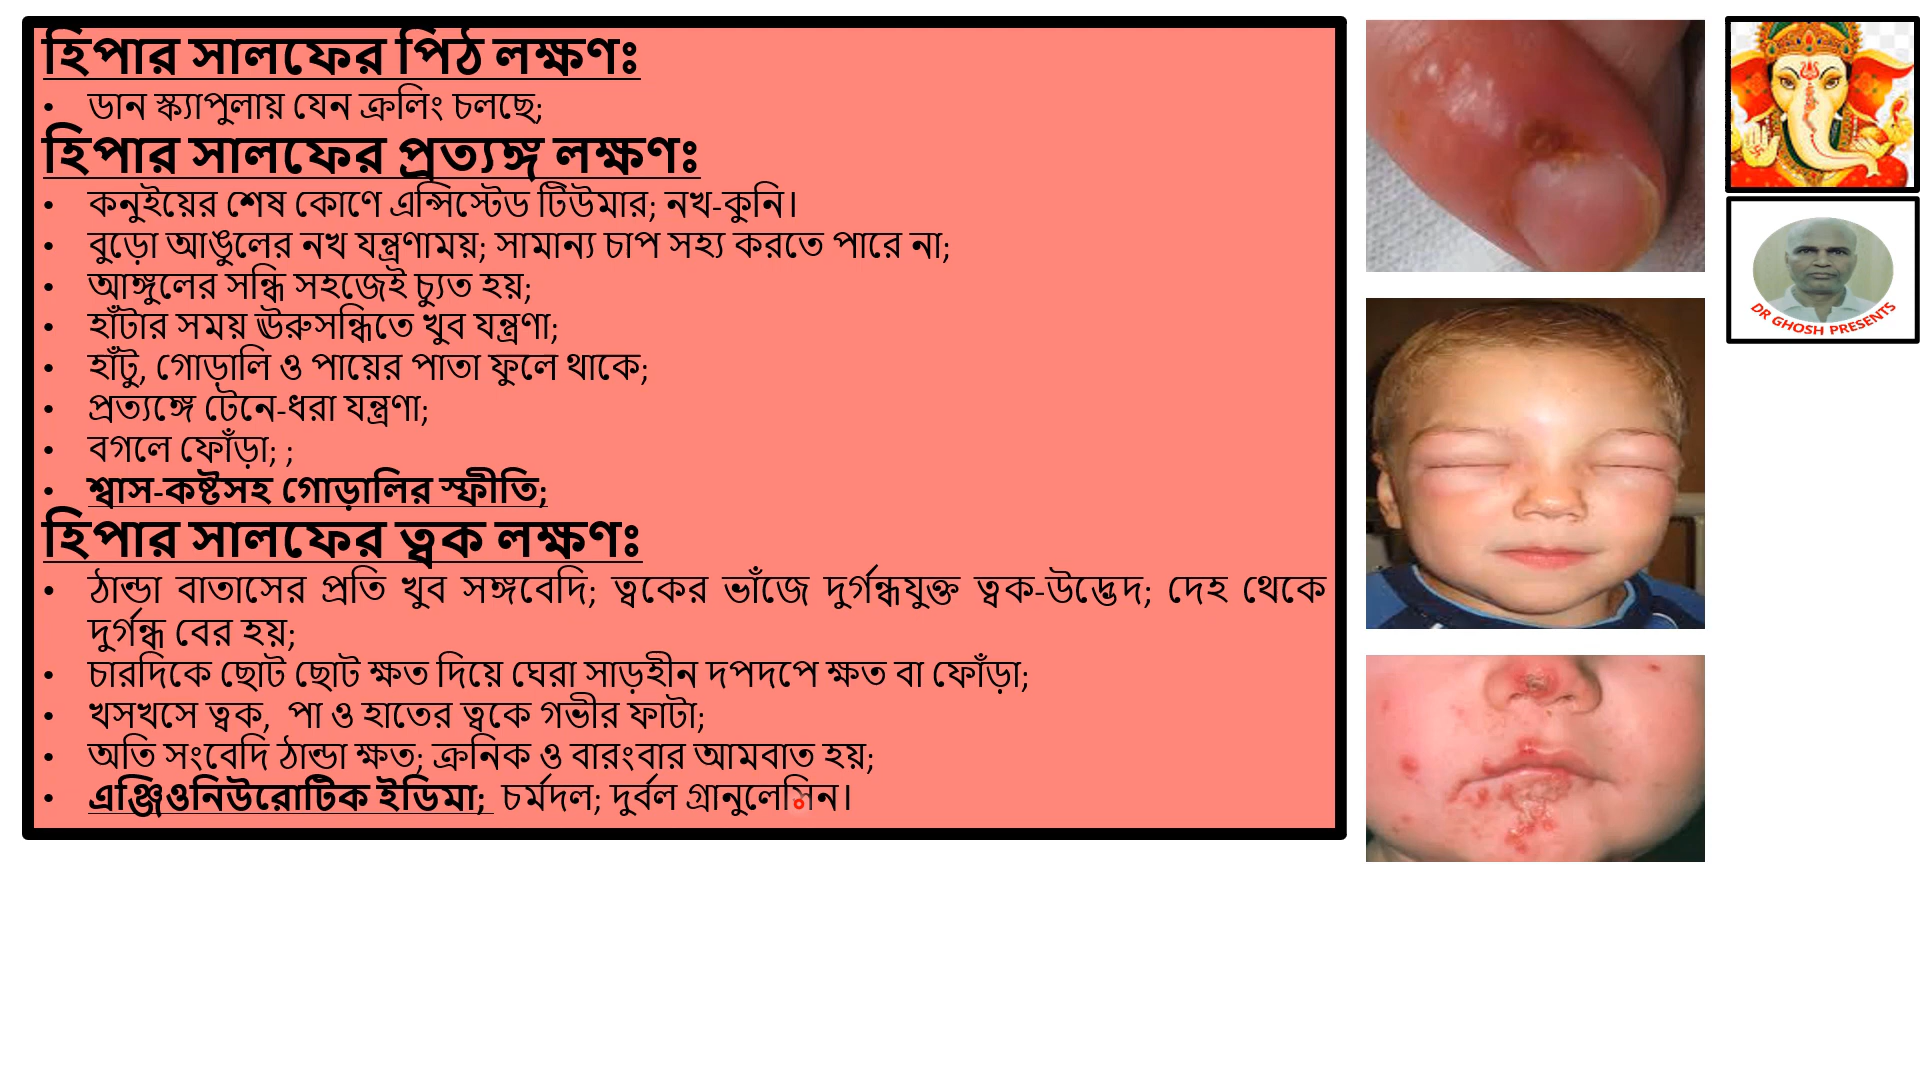 হিপার সালফের পিঠ লক্ষণঃ
• ডান স্ক্যাপুলায় যেন ক্রলিং চলছে;
হিপার সালফের প্রত্যঙ্গ লক্ষণঃ
• কনুইয়ের শেষ কোণে এন্সিস্টেড টিউমার; নখ-কুনি।
• বুড়ো আঙুলের নখ যন্ত্রণাময়; সামান্য চাপ সহ্য করতে পারে না;
• আঙ্গুলের সন্ধি সহজেই চ্যুত হয়;
• হাঁটার সময় ঊরুসন্ধিতে খুব যন্ত্রণা;
• হাঁটু, গোড়ালি ও পায়ের পাতা ফুলে থাকে;
• প্রত্যঙ্গে টেনে-ধরা যন্ত্রণা;
• বগলে ফোঁড়া; ;
• শ্বাস-কষ্টসহ গোড়ালির স্ফীতি;
হিপার সালফের ত্বক লক্ষণঃ
• ঠান্ডা বাতাসের প্রতি খুব সঙ্গবেদি; ত্বকের ভাঁজে দুর্গন্ধযুক্ত ত্বক-উদ্ভেদ; দেহ থেকে
দুর্গন্ধ বের হয়;
• চারদিকে ছোট ছোট ক্ষত দিয়ে ঘেরা সাড়হীন দপদপে ক্ষত বা ফোঁড়া;
• খসখসে ত্বক, পা ও হাতের ত্বকে গভীর ফাটা;
• অতি সংবেদি ঠান্ডা ক্ষত; ক্রনিক ও বারংবার আমবাত হয়;
• এঞ্জিওনিউরোটিক ইডিমা; চর্মদল; দুর্বল গ্রানুলেসিন।
DR GHOSH PRESENTS